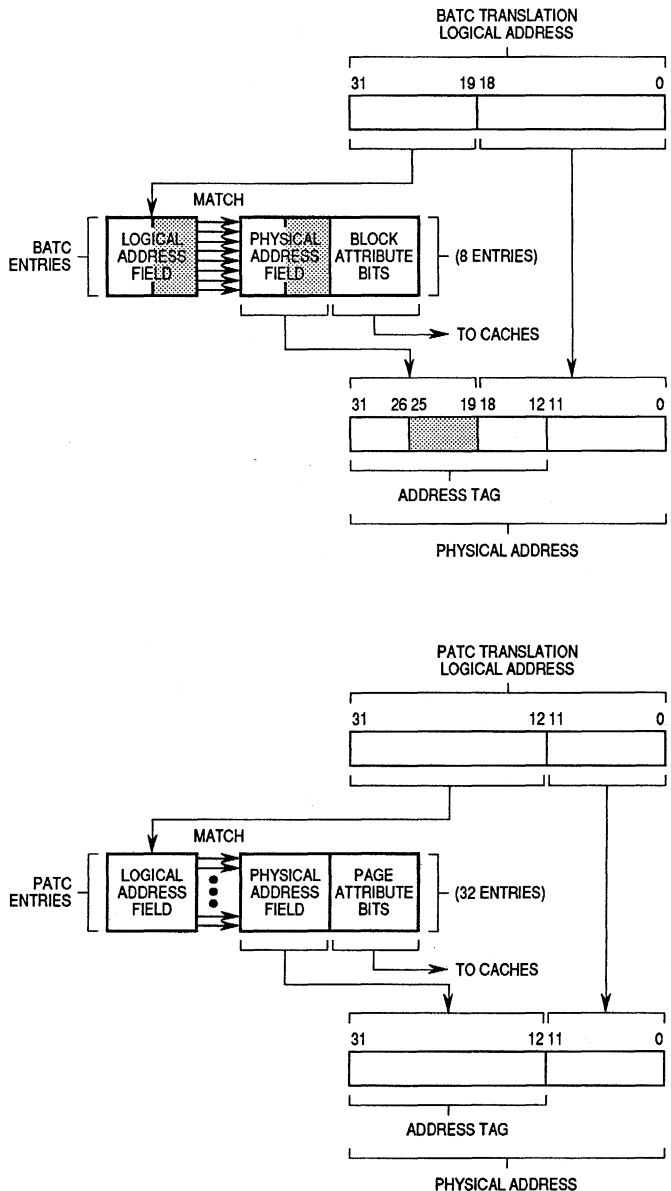 BATC TRANSLATION
LOGICAL ADDRESS
31 19 18 0
MATCH
BATC
ENTRIES
LOGICAL
ADDRESS
FIELD
PHYSICAL
ADDRESS
FIELD
BLOCK
ATTRIBUTE
BITS
(8 ENTRIES)
TO CACHES
31 26 25 19 18 12 11 0
ADDRESS TAG
PHYSICAL ADDRESS
PATC TRANSLATION
LOGICAL ADDRESS
31 12 11 0
MATCH
PATC
ENTRIES
LOGICAL
ADDRESS
FIELD
PHYSICAL
ADDRESS
FIELD
PAGE
ATTRIBUTE
BITS
(32 ENTRIES)
TO CACHES
31 12 11 0
ADDRESS TAG
PHYSICAL ADDRESS